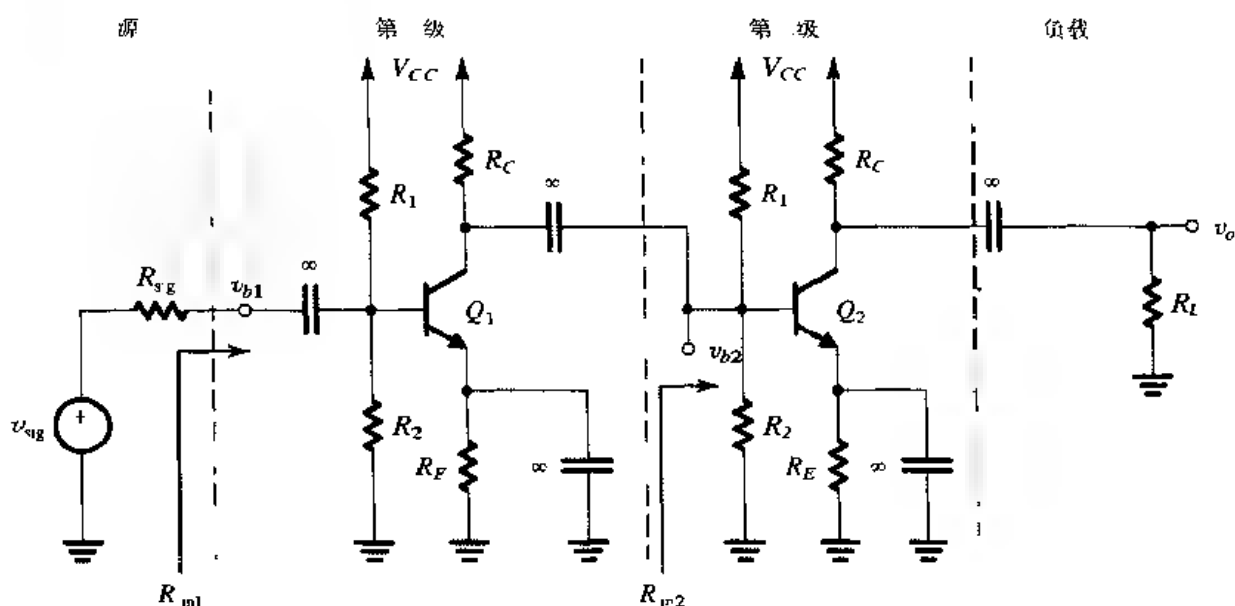 源 第 级 第 级 负载
V_CC V_CC
R_C R_C
∞ ∞
R_1 R_1
R_sig v_b1 ∞ Q_1 Q_2 v_o
v_b2 R_L
v_sig + R_2 R_2
R_E ∞ R_E ∞
R_in1 R_in2